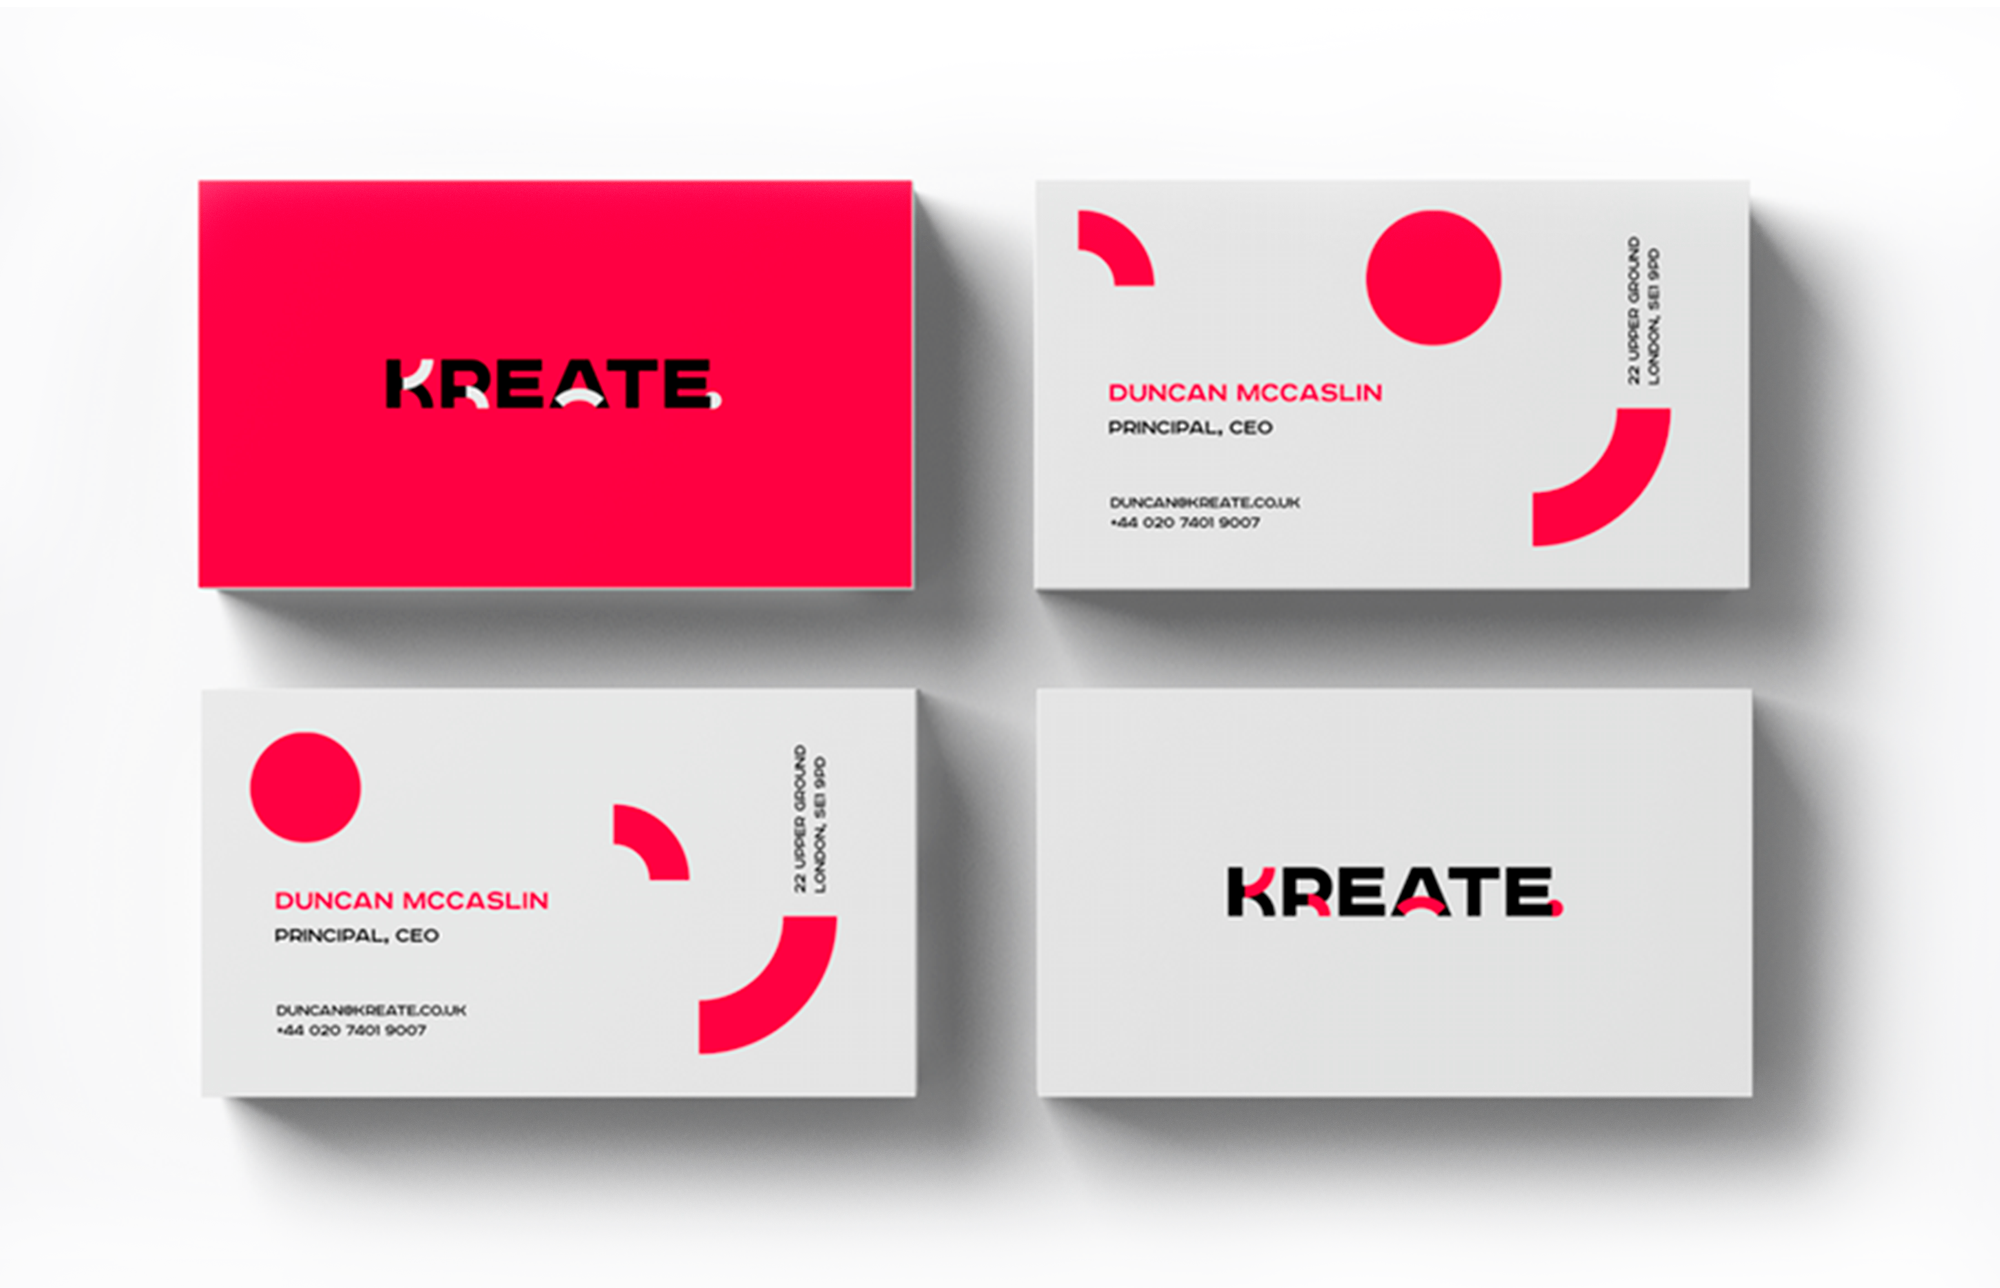 KREATE.
DUNCAN MCCASLIN
PRINCIPAL, CEO
DUNCAN@KREATE.CO.UK
+44 020 7401 9007
22 UPPER GROUND
LONDON, SE1 9PD
DUNCAN MCCASLIN
PRINCIPAL, CEO
DUNCAN@KREATE.CO.UK
+44 020 7401 9007
22 UPPER GROUND
LONDON, SE1 9PD
KREATE.